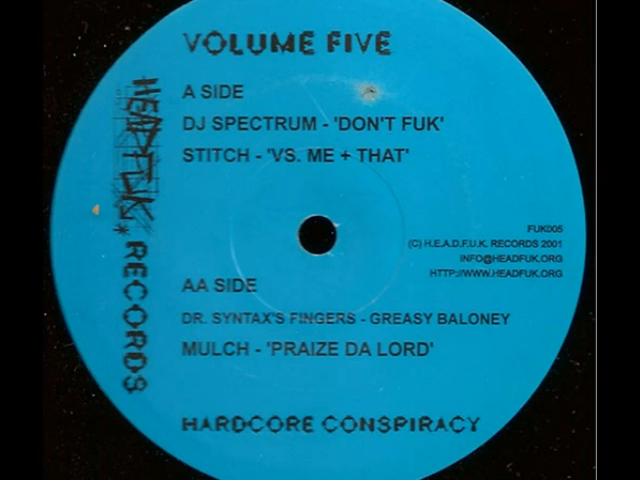 VOLUME FIVE
A SIDE
DJ SPECTRUM - 'DON'T FUK'
STITCH - 'VS. ME + THAT'
HEADFUK RECORDS
FUK005
(C) H.E.A.D.F.U.K. RECORDS 2001
INFO@HEADFUK.ORG
HTTP://WWW.HEADFUK.ORG
AA SIDE
DR. SYNTAX'S FINGERS - GREASY BALONEY
MULCH - 'PRAIZE DA LORD'
HARDCORE CONSPIRACY